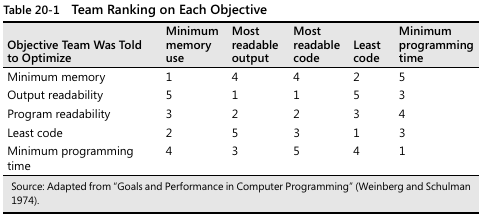 Table 20-1 Team Ranking on Each Objective
Objective Team Was Told to Optimize | Minimum memory use | Most readable output | Most readable code | Least code | Minimum programming time
Minimum memory 1 4 4 2 5
Output readability 5 1 1 5 3
Program readability 3 2 2 3 4
Least code 2 5 3 1 3
Minimum programming time 4 3 5 4 1
Source: Adapted from "Goals and Performance in Computer Programming" (Weinberg and Schulman
1974).